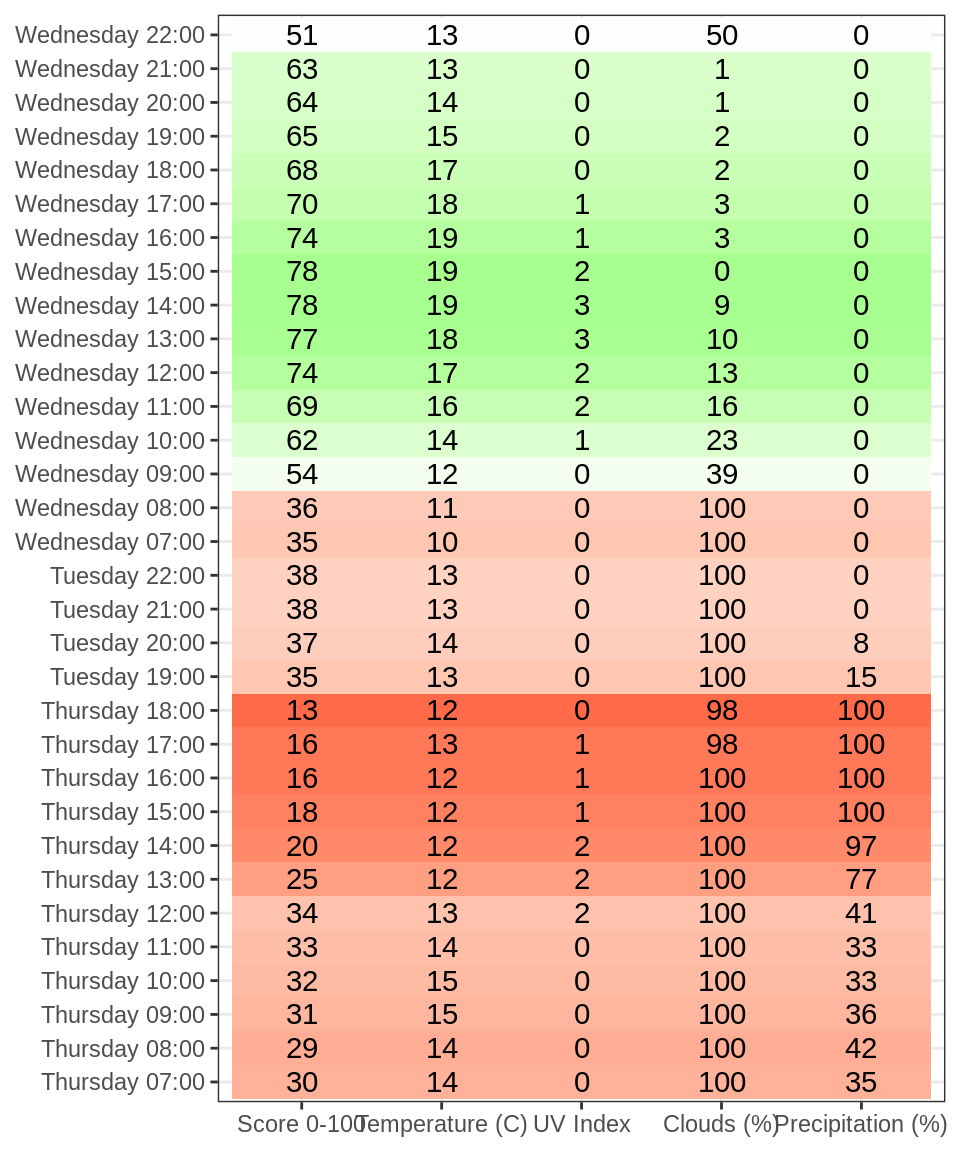 Wednesday 22:00 51 13 0 50 0
Wednesday 21:00 63 13 0 1 0
Wednesday 20:00 64 14 0 1 0
Wednesday 19:00 65 15 0 2 0
Wednesday 18:00 68 17 0 2 0
Wednesday 17:00 70 18 1 3 0
Wednesday 16:00 74 19 1 3 0
Wednesday 15:00 78 19 2 0 0
Wednesday 14:00 78 19 3 9 0
Wednesday 13:00 77 18 3 10 0
Wednesday 12:00 74 17 2 13 0
Wednesday 11:00 69 16 2 16 0
Wednesday 10:00 62 14 1 23 0
Wednesday 09:00 54 12 0 39 0
Wednesday 08:00 36 11 0 100 0
Wednesday 07:00 35 10 0 100 0
Tuesday 22:00 38 13 0 100 0
Tuesday 21:00 38 13 0 100 0
Tuesday 20:00 37 14 0 100 8
Tuesday 19:00 35 13 0 100 15
Thursday 18:00 13 12 0 98 100
Thursday 17:00 16 13 1 98 100
Thursday 16:00 16 12 1 100 100
Thursday 15:00 18 12 1 100 100
Thursday 14:00 20 12 2 100 97
Thursday 13:00 25 12 2 100 77
Thursday 12:00 34 13 2 100 41
Thursday 11:00 33 14 0 100 33
Thursday 10:00 32 15 0 100 33
Thursday 09:00 31 15 0 100 36
Thursday 08:00 29 14 0 100 42
Thursday 07:00 30 14 0 100 35
Score 0-100 Temperature (C) UV Index Clouds (%) Precipitation (%)